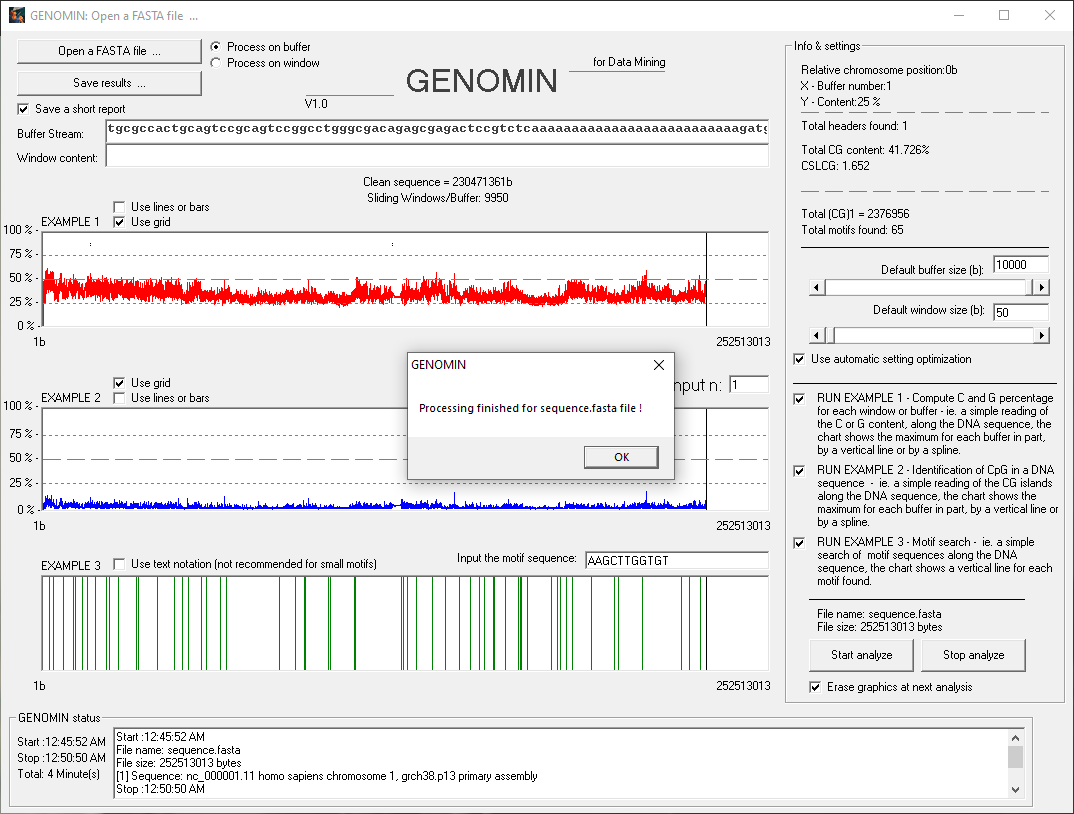 GENOMIN: Open a FASTA file ...
Open a FASTA file ...
Save results ...
Save a short report
Process on buffer
Process on window
GENOMIN
for Data Mining
V1.0
Buffer Stream:
tgcgccactgcagtccgcagtccggcctgggcgacagagcgagactccgtctcaaaaaaaaaaaaaaaaaaaaaaaaaagatg
Window content:
Clean sequence = 230471361b
Sliding Windows/Buffer: 9950
Use lines or bars
EXAMPLE 1
Use grid
100 % -
75 % -
50 % -
25 % -
0 % -
1b
252513013
Input n:
1
Use grid
EXAMPLE 2
Use lines or bars
100 % -
75 % -
50 % -
25 % -
0 % -
1b
252513013
GENOMIN
Processing finished for sequence.fasta file !
OK
EXAMPLE 3
Use text notation (not recommended for small motifs)
Input the motif sequence:
AAGCTTGGTGT
1b
252513013
Info & settings
Relative chromosome position:0b
X - Buffer number:1
Y - Content:25 %
Total headers found: 1
Total CG content: 41.726%
CSLCG: 1.652
Total (CG)1 = 2376956
Total motifs found: 65
Default buffer size (b):
10000
Default window size (b):
50
Use automatic setting optimization
RUN EXAMPLE 1 - Compute C and G percentage
for each window or buffer - ie. a simple reading of
the C or G content, along the DNA sequence, the
chart shows the maximum for each buffer in part,
by a vertical line or by a spline.
RUN EXAMPLE 2 - Identification of CpG in a DNA
sequence - ie. a simple reading of the CG islands
along the DNA sequence, the chart shows the
maximum for each buffer in part, by a vertical line or
by a spline.
RUN EXAMPLE 3 - Motif search - ie. a simple
search of motif sequences along the DNA
sequence, the chart shows a vertical line for each
motif found.
File name: sequence.fasta
File size: 252513013 bytes
Start analyze
Stop analyze
Erase graphics at next analysis
GENOMIN status
Start :12:45:52 AM
Stop :12:50:50 AM
Total: 4 Minute(s)
Start :12:45:52 AM
File name: sequence.fasta
File size: 252513013 bytes
[1] Sequence: nc_000001.11 homo sapiens chromosome 1, grch38.p13 primary assembly
Stop :12:50:50 AM